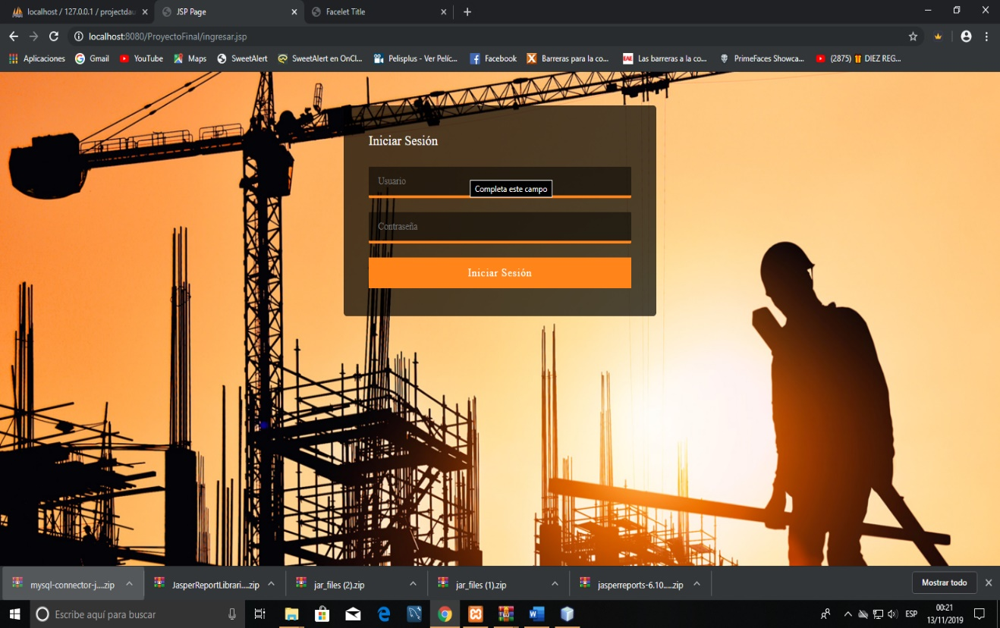 localhost / 127.0.0.1 / projectdau
JSP Page
Facelet Title
localhost:8080/ProyectoFinal/ingresar.jsp
Aplicaciones
Gmail
YouTube
Maps
SweetAlert
SweetAlert en OnCl...
Pelisplus - Ver Pelíc...
Facebook
Barreras para la co...
Las barreras a la co...
PrimeFaces Showca...
(2875) DIEZ REG...
Iniciar Sesión
Usuario
Completa este campo
Contraseña
Iniciar Sesión
mysql-connector-j....zip
JasperReportLibrari....zip
jar_files (2).zip
jar_files (1).zip
jasperreports-6.10.....zip
Mostrar todo
Escribe aquí para buscar
ESP
00:21
13/11/2019